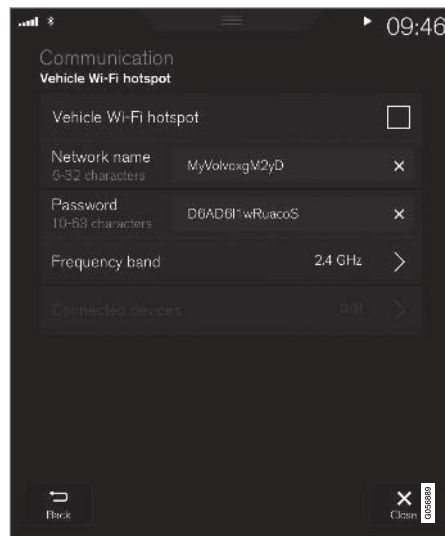 09:46
Communication
Vehicle Wi-Fi hotspot
Vehicle Wi-Fi hotspot
Network name
6-32 characters
MyVolvoxgM2yD
Password
10-63 characters
D6AD6I1wRuacoS
Frequency band
2.4 GHz
Connected devices
0/8
Back
Close
G056889